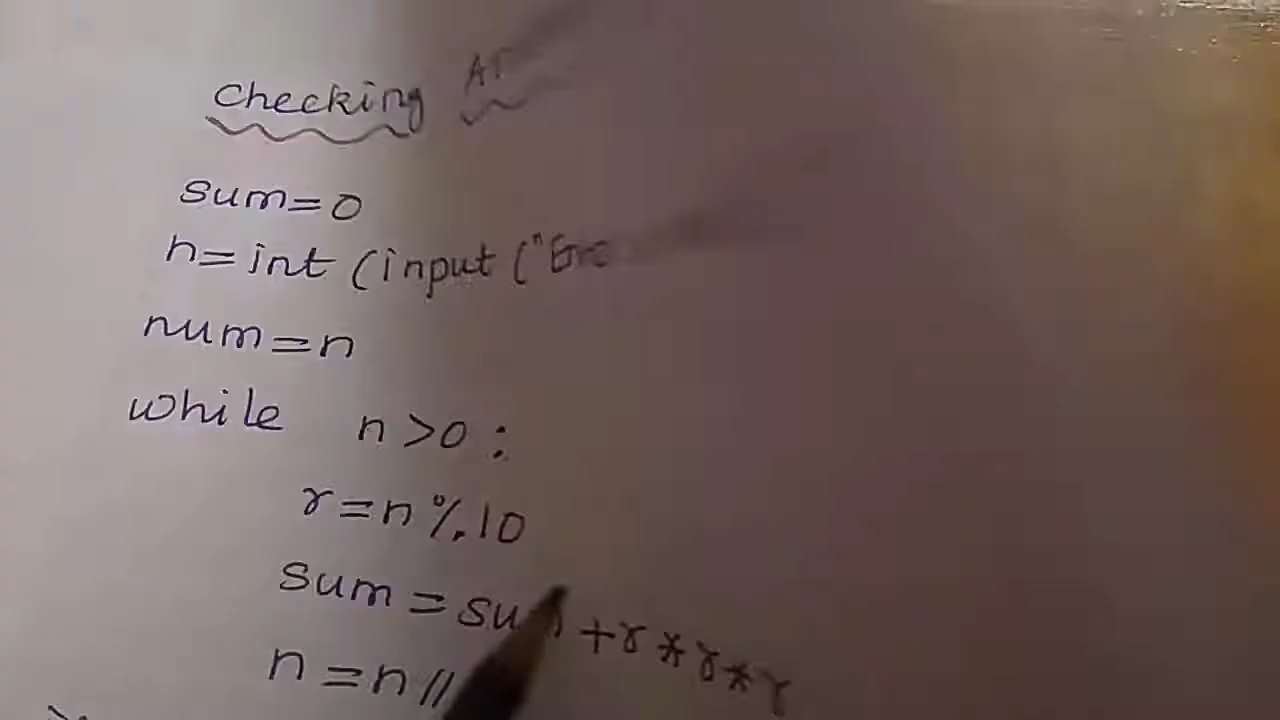 Checking
sum=0
n=int (input ("
num=n
while n>0:
r=n%10
sum=sum+r*r*r
n=n//